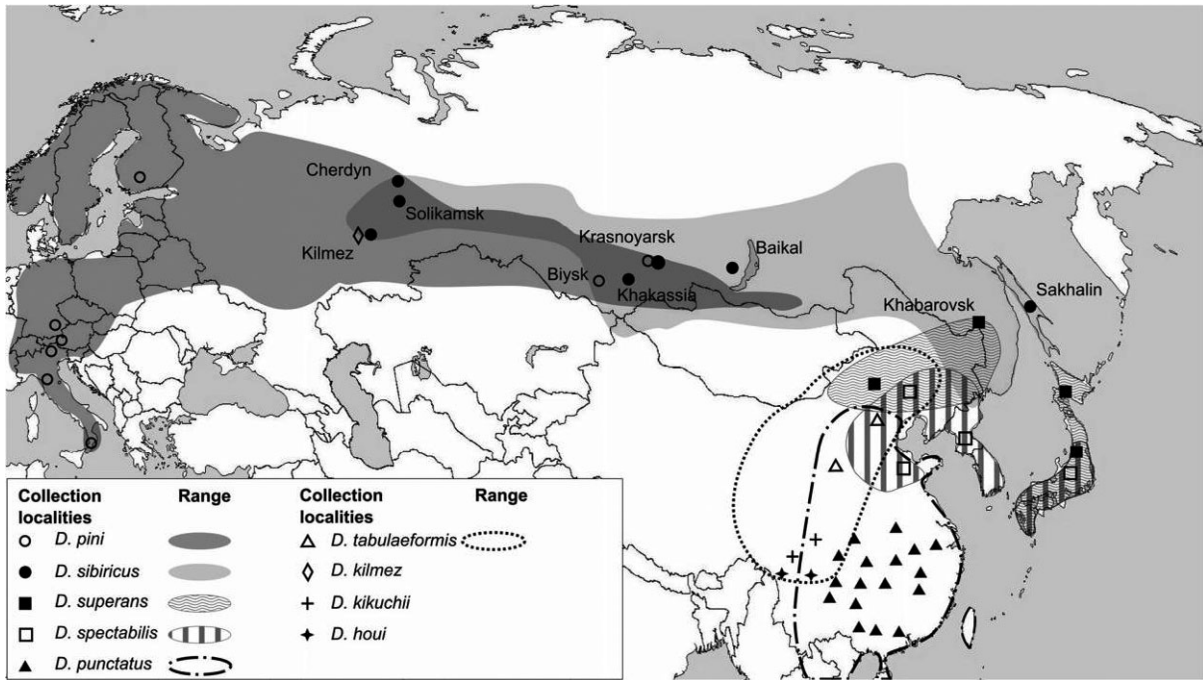 Cherdyn
Solikamsk
Kilmez
Krasnoyarsk
Baikal
Biysk
Khakassia
Khabarovsk
Sakhalin
Collection localities
Range
D. pini
D. sibiricus
D. superans
D. spectabilis
D. punctatus
Collection localities
Range
D. tabulaeformis
D. kilmez
D. kikuchii
D. houi